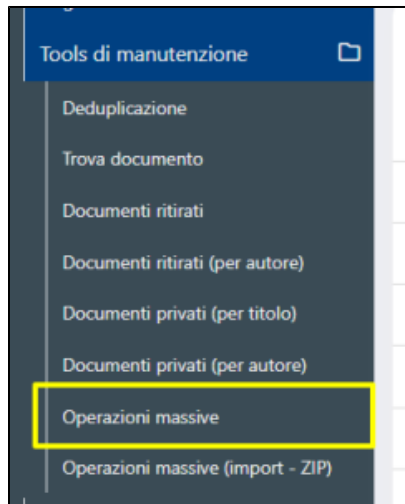 Tools di manutenzione
Deduplicazione
Trova documento
Documenti ritirati
Documenti ritirati (per autore)
Documenti privati (per titolo)
Documenti privati (per autore)
Operazioni massive
Operazioni massive (import - ZIP)